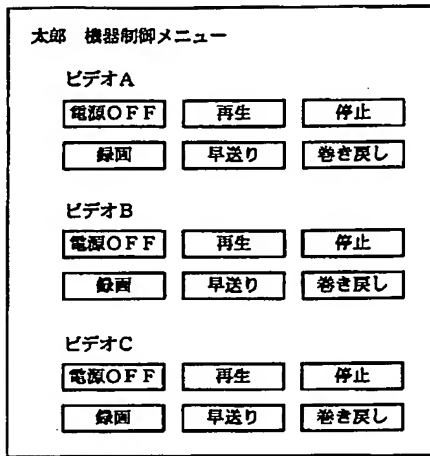 太郎　機器制御メニュー
ビデオA
電源OFF 再生 停止
録画 早送り 巻き戻し
ビデオB
電源OFF 再生 停止
録画 早送り 巻き戻し
ビデオC
電源OFF 再生 停止
録画 早送り 巻き戻し